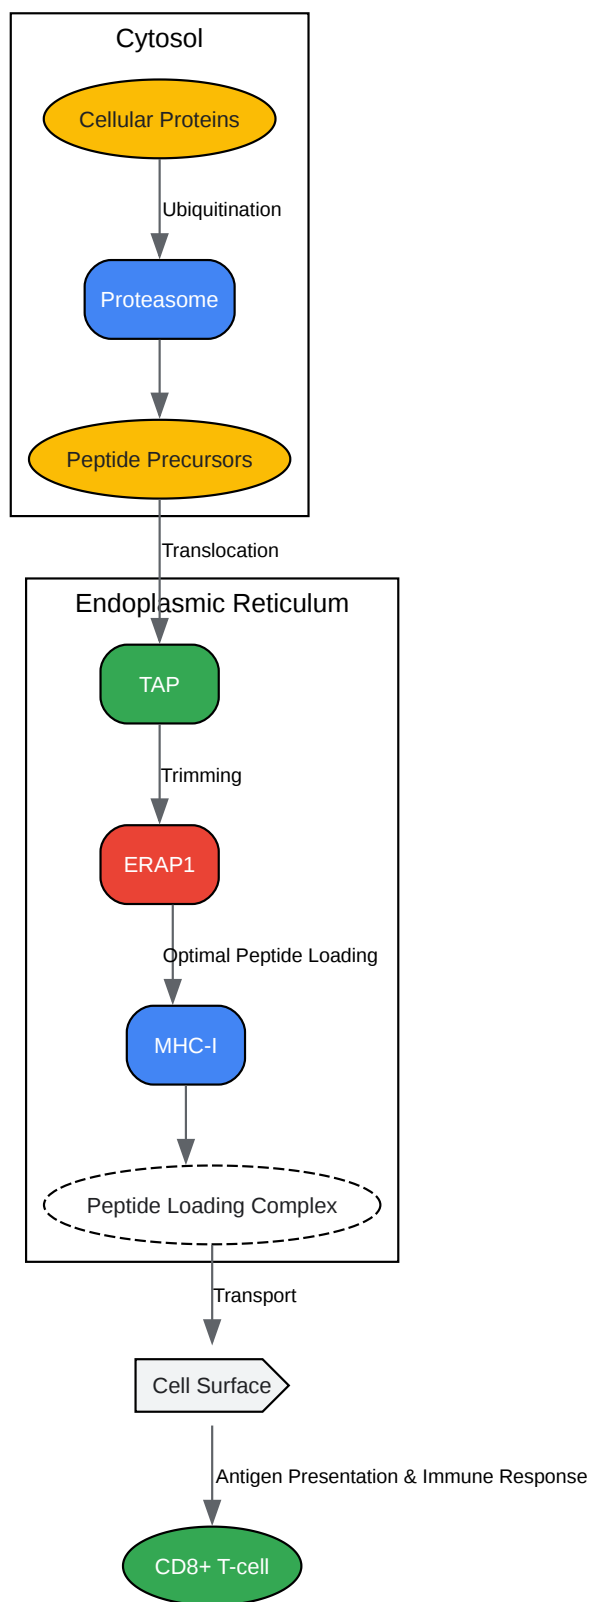 Cytosol
Cellular Proteins
Ubiquitination
Proteasome
Peptide Precursors
Translocation
Endoplasmic Reticulum
TAP
Trimming
ERAP1
Optimal Peptide Loading
MHC-I
Peptide Loading Complex
Transport
Cell Surface
Antigen Presentation & Immune Response
CD8+ T-cell